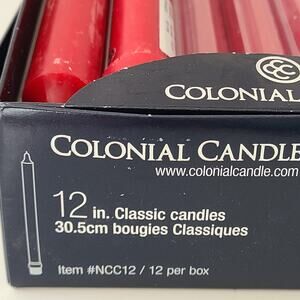 COLONIAL
COLONIAL CANDLE
www.colonialcandle.com
12 in. Classic candles
30.5cm bougies Classiques
Item #NCC12 / 12 per box